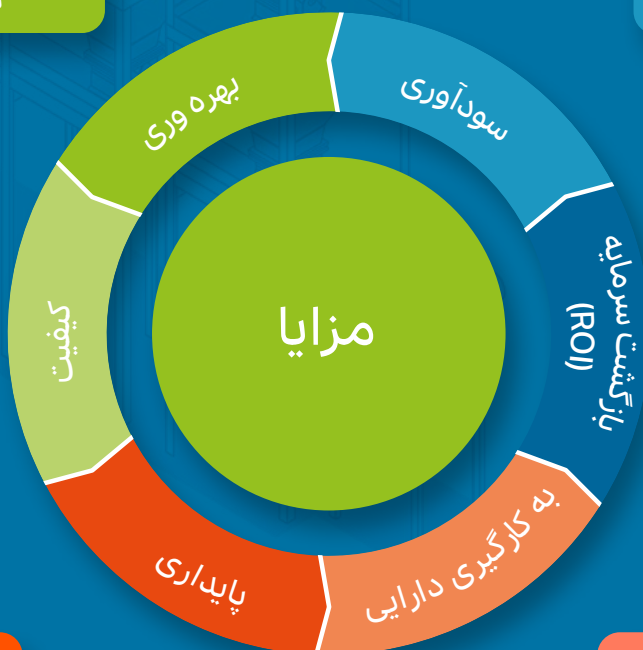 مزایا
سودآوری
بازگشت سرمایه
(ROI)
به کارگیری دارایی
پایداری
کیفیت
بهره وری